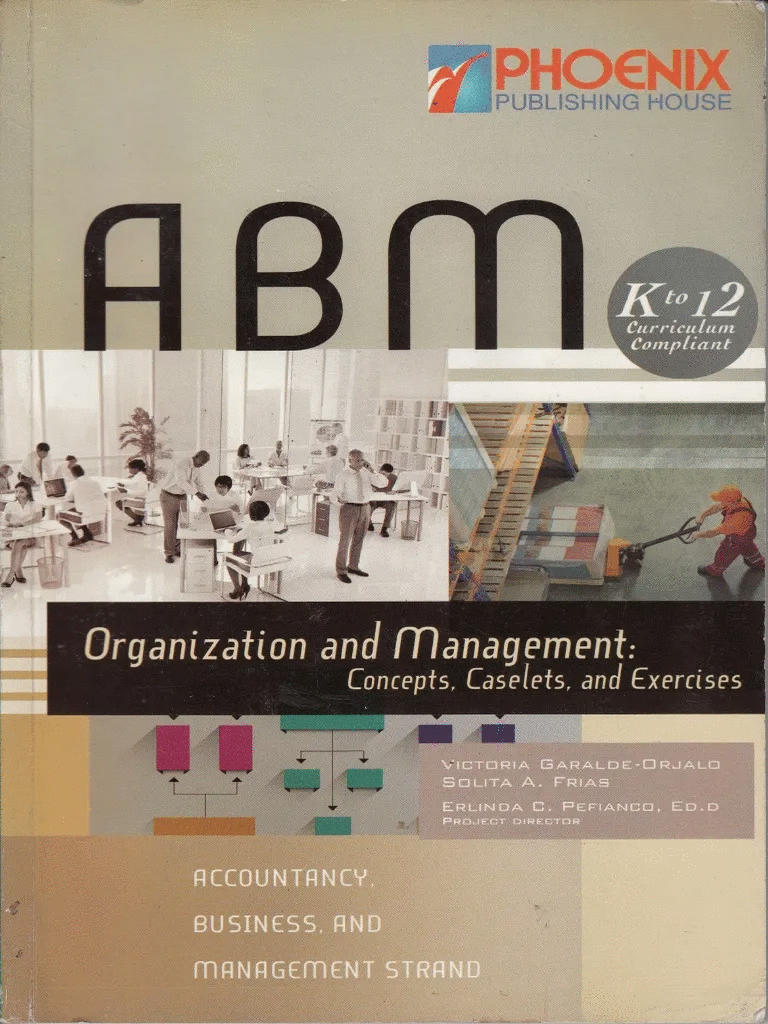 PHOENIX
PUBLISHING HOUSE
ABM
K to 12
Curriculum
Compliant
Organization and Management:
Concepts, Caselets, and Exercises
VICTORIA GARALDE-ORJALO
SOLITA A. FRIAS
ERLINDA C. PEFIANCO, ED.D
PROJECT DIRECTOR
ACCOUNTANCY,
BUSINESS, AND
MANAGEMENT STRAND